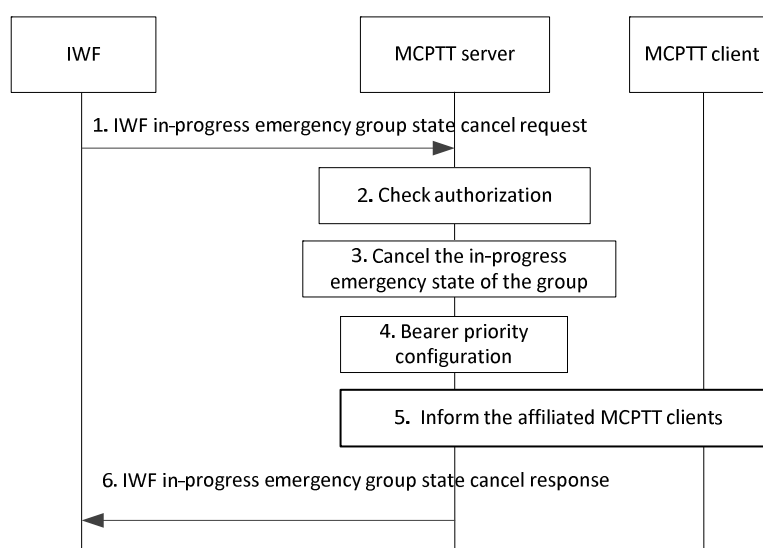 IWF
MCPTT server
MCPTT client
1. IWF in-progress emergency group state cancel request
2. Check authorization
3. Cancel the in-progress
emergency state of the group
4. Bearer priority
configuration
5. Inform the affiliated MCPTT clients
6. IWF in-progress emergency group state cancel response